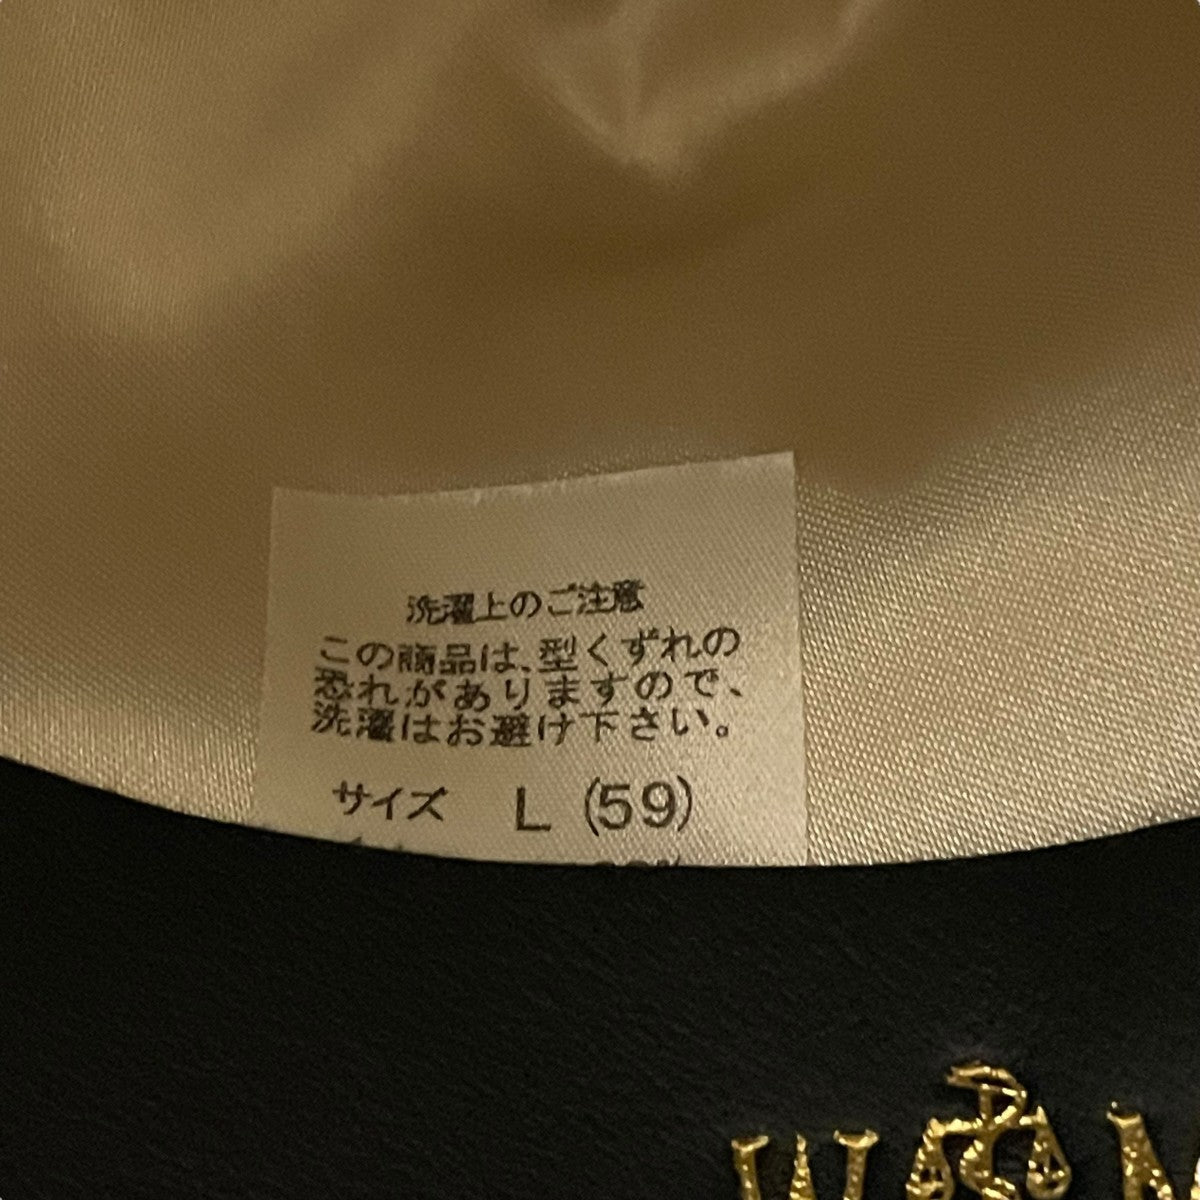 洗濯上のご注意
この商品は、型くずれの
恐れがありますので、
洗濯はお避け下さい。
サイズ L (59)
W M